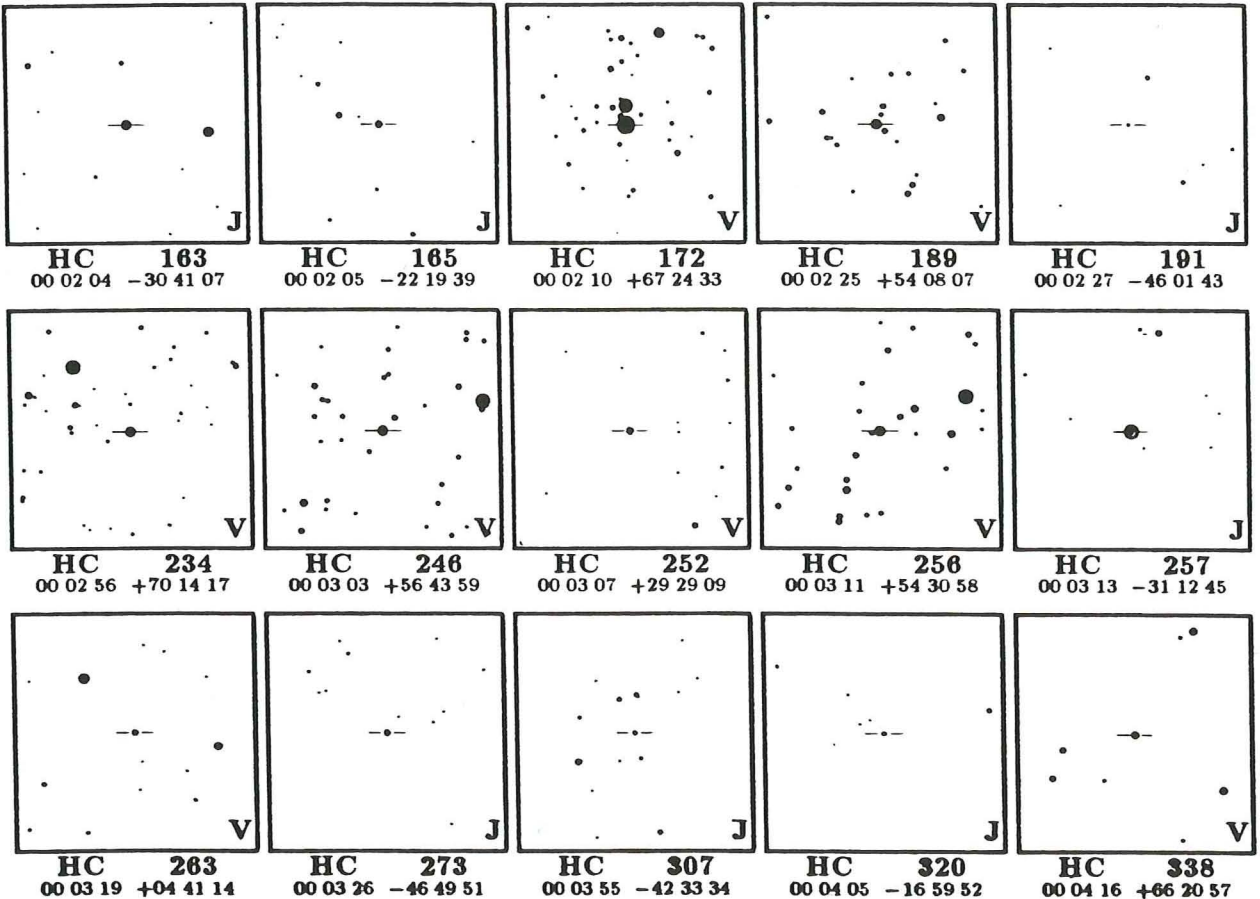 J J V V J
HC 163 HC 165 HC 172 HC 189 HC 191
00 02 04 −30 41 07 00 02 05 −22 19 39 00 02 10 +67 24 33 00 02 25 +54 08 07 00 02 27 −46 01 43
V V V V J
HC 234 HC 246 HC 252 HC 256 HC 257
00 02 56 +70 14 17 00 03 03 +56 43 59 00 03 07 +29 29 09 00 03 11 +54 30 58 00 03 13 −31 12 45
V J J J V
HC 263 HC 273 HC 307 HC 320 HC 338
00 03 19 +04 41 14 00 03 26 −46 49 51 00 03 55 −42 33 34 00 04 05 −16 59 52 00 04 16 +66 20 57